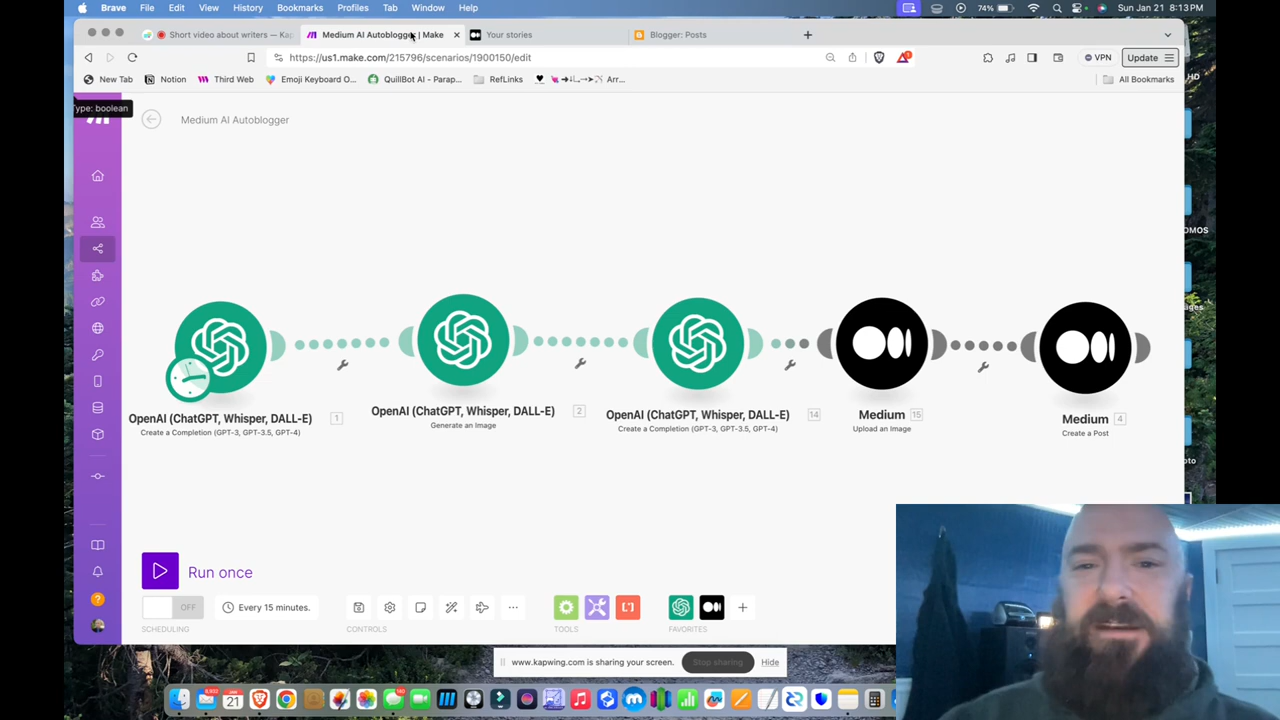 Brave File Edit View History Bookmarks Profiles Tab Window Help 74% Sun Jan 21 8:13 PM
Short video about writers — Kap Medium AI Autoblogger | Make Your stories Blogger: Posts
https://us1.make.com/215796/scenarios/1900150/edit VPN Update
New Tab Notion Third Web Emoji Keyboard O... QuillBot AI - Parap... RefLinks Arr... All Bookmarks
HD
Type: boolean
Medium AI Autoblogger
OMOS
OpenAI (ChatGPT, Whisper, DALL-E) 1
Create a Completion (GPT-3, GPT-3.5, GPT-4)
OpenAI (ChatGPT, Whisper, DALL-E) 2
Generate an Image
OpenAI (ChatGPT, Whisper, DALL-E) 14
Create a Completion (GPT-3, GPT-3.5, GPT-4)
Medium 15
Upload an Image
Medium 4
Create a Post
oto
Run once
OFF Every 15 minutes.
SCHEDULING CONTROLS TOOLS FAVORITES
www.kapwing.com is sharing your screen. Stop sharing Hide